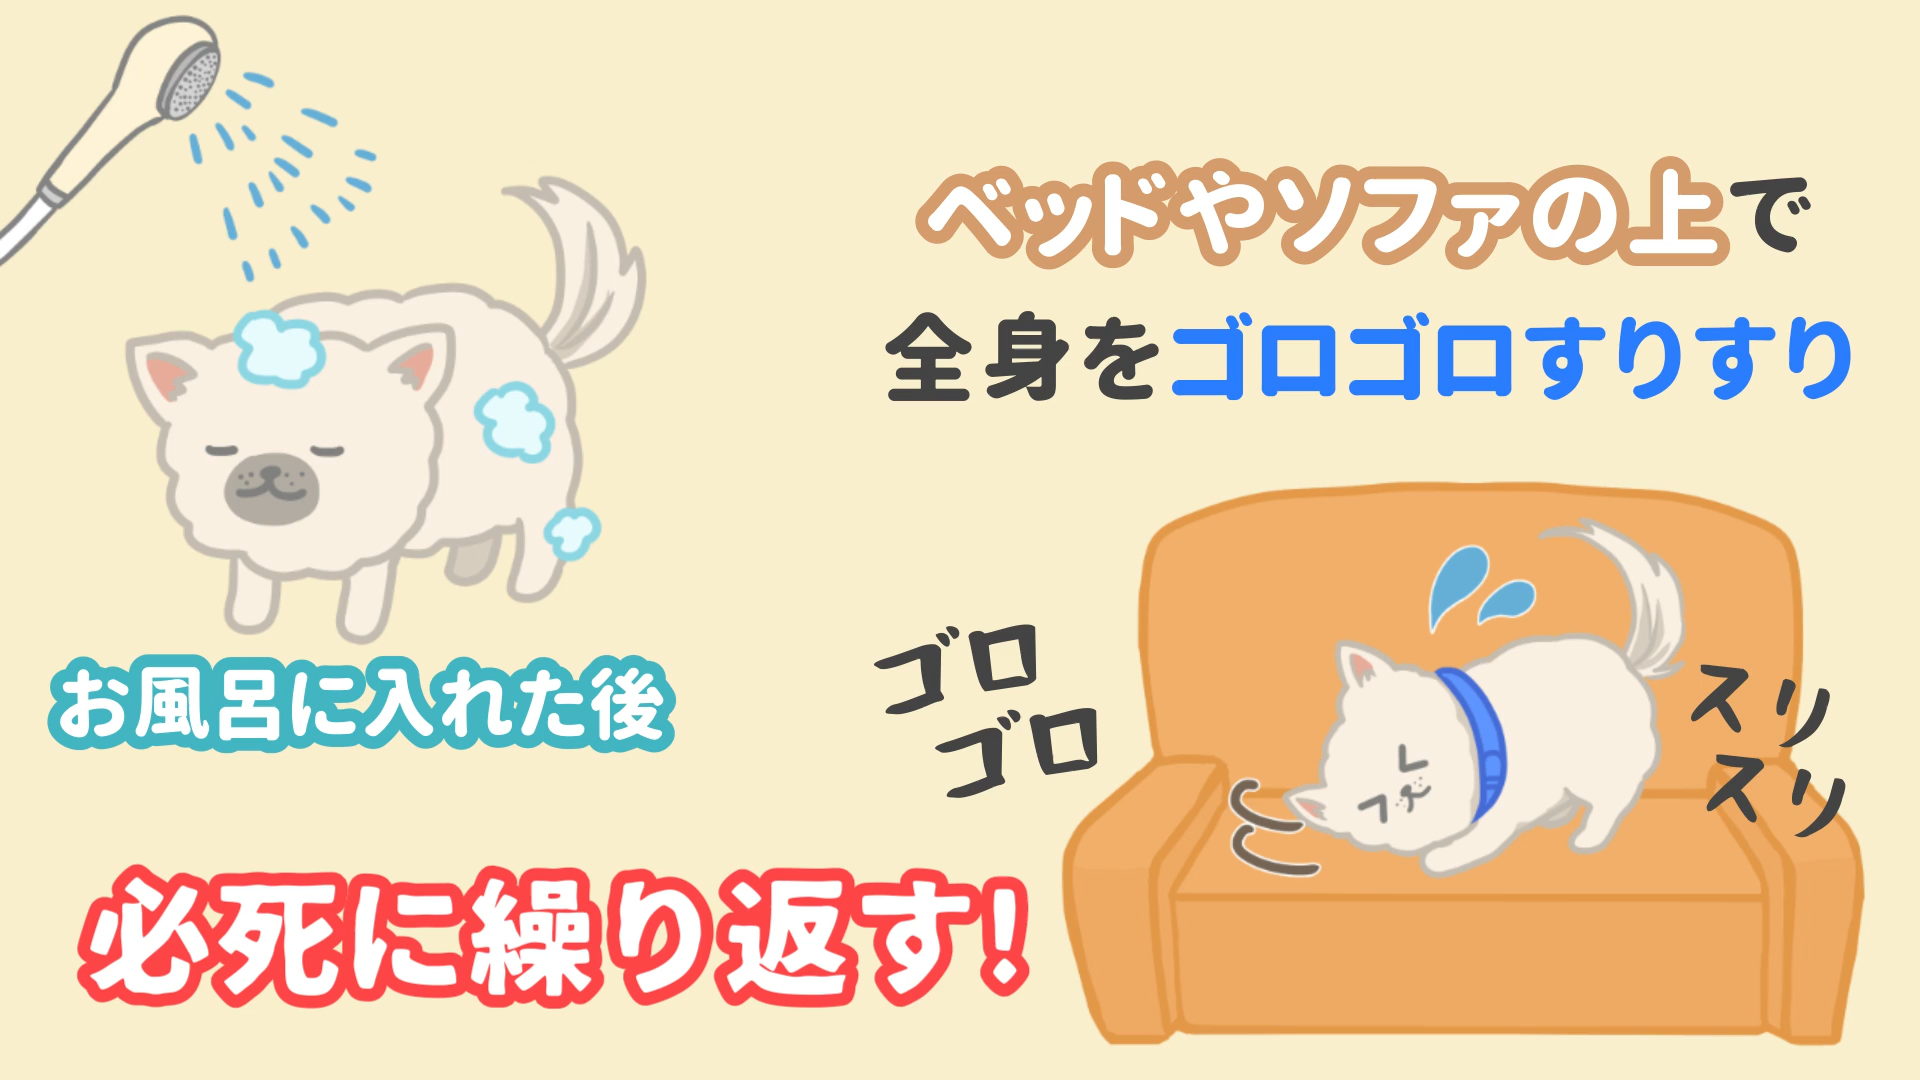 お風呂に入れた後
ベッドやソファの上で
全身をゴロゴロすりすり
ゴロ
ゴロ
スリ
スリ
必死に繰り返す!